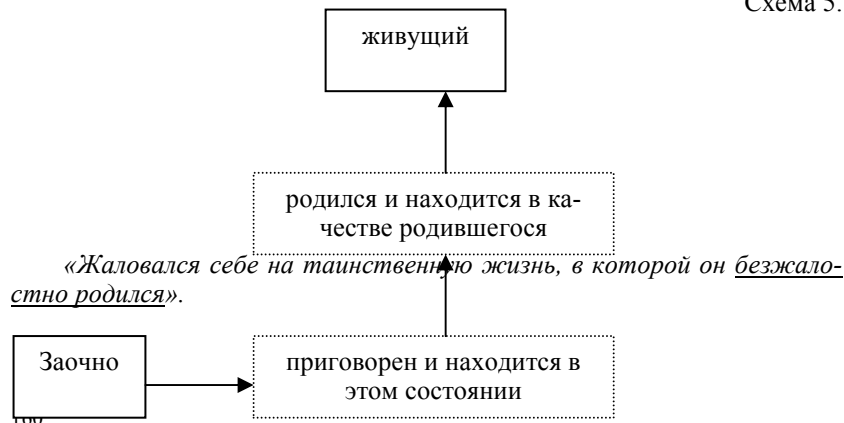 Схема 5.
живущий
родился и находится в ка-
честве родившегося
«Жаловался себе на таинственную жизнь, в которой он безжало-
стно родился».
Заочно
приговорен и находится в
этом состоянии